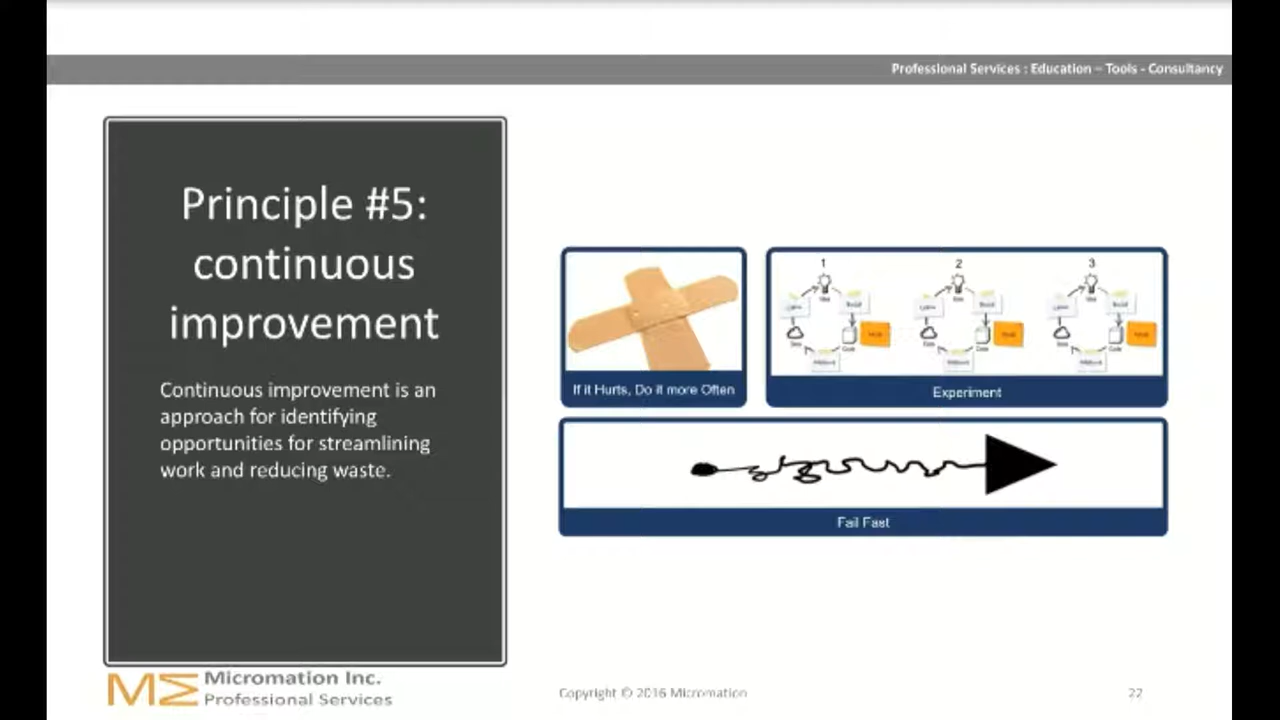 Professional Services : Education – Tools - Consultancy
Principle #5:
continuous
improvement
Continuous improvement is an
approach for identifying
opportunities for streamlining
work and reducing waste.
If it Hurts, Do it more Often
1
2
3
Experiment
Fail Fast
Micromation Inc.
Professional Services
Copyright © 2016 Micromation
22